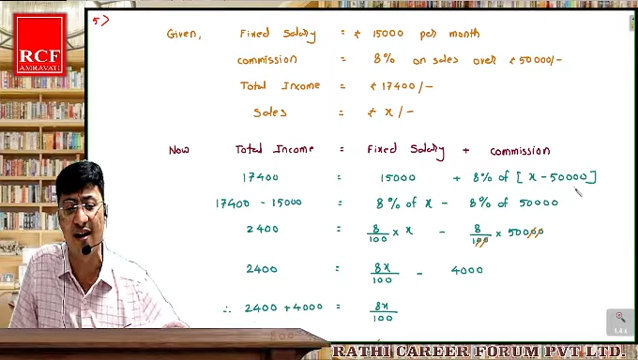 5)
RCF
AMRAVATI
Given, Fixed Salary = ₹ 15000 per month
commission = 8% on sales over ₹ 50000/-
Total Income = ₹ 17400/-
Sales = ₹ x/-
Now Total Income = Fixed Salary + commission
17400 = 15000 + 8% of [ x - 50000]
17400 - 15000 = 8% of x - 8% of 50000
2400 = 8/100 × x - 8/100 × 50000
2400 = 8x/100 - 4000
∴ 2400 + 4000 = 8x/100
RATHI CAREER FORUM PVT LTD